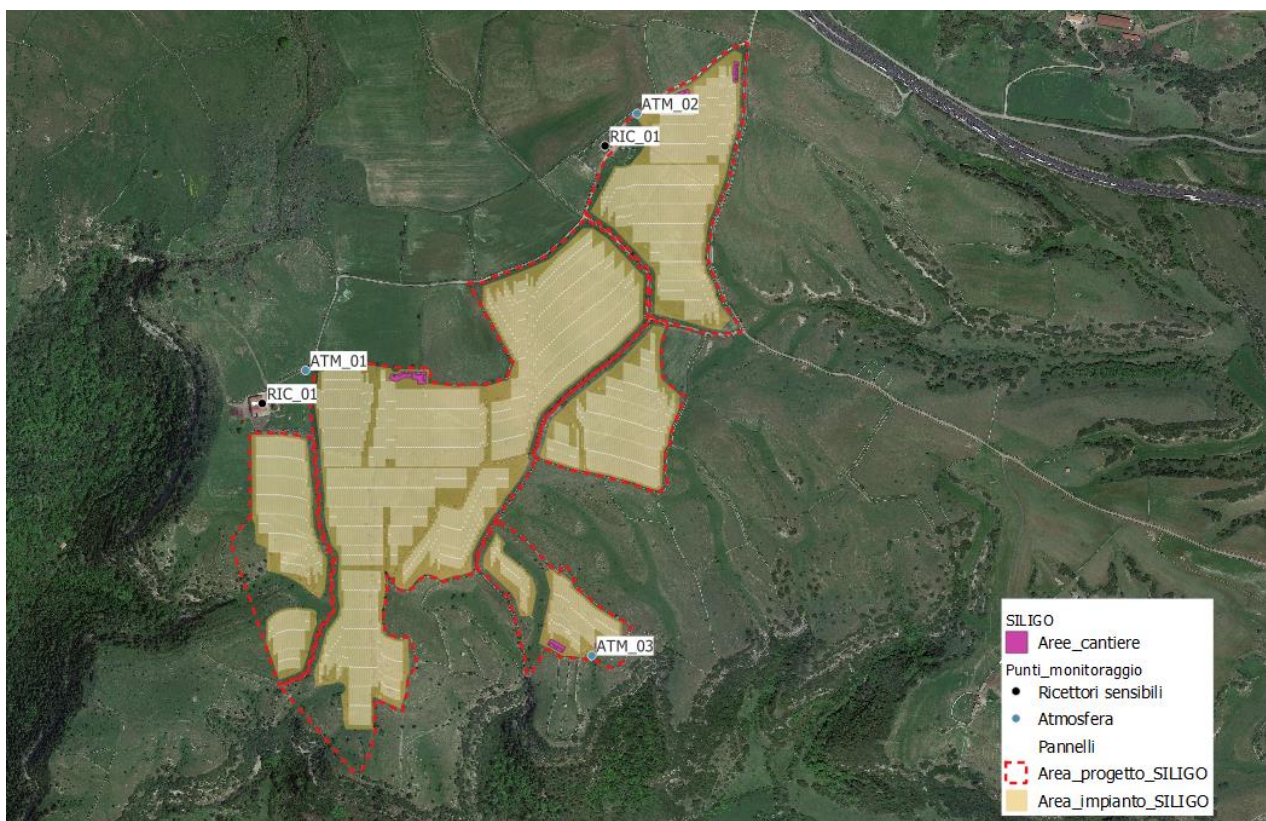 ATM_02
RIC_01
ATM_01
RIC_01
ATM_03
SILIGO
Aree_cantiere
Punti_monitoraggio
Ricettori sensibili
Atmosfera
Pannelli
Area_progetto_SILIGO
Area_impianto_SILIGO